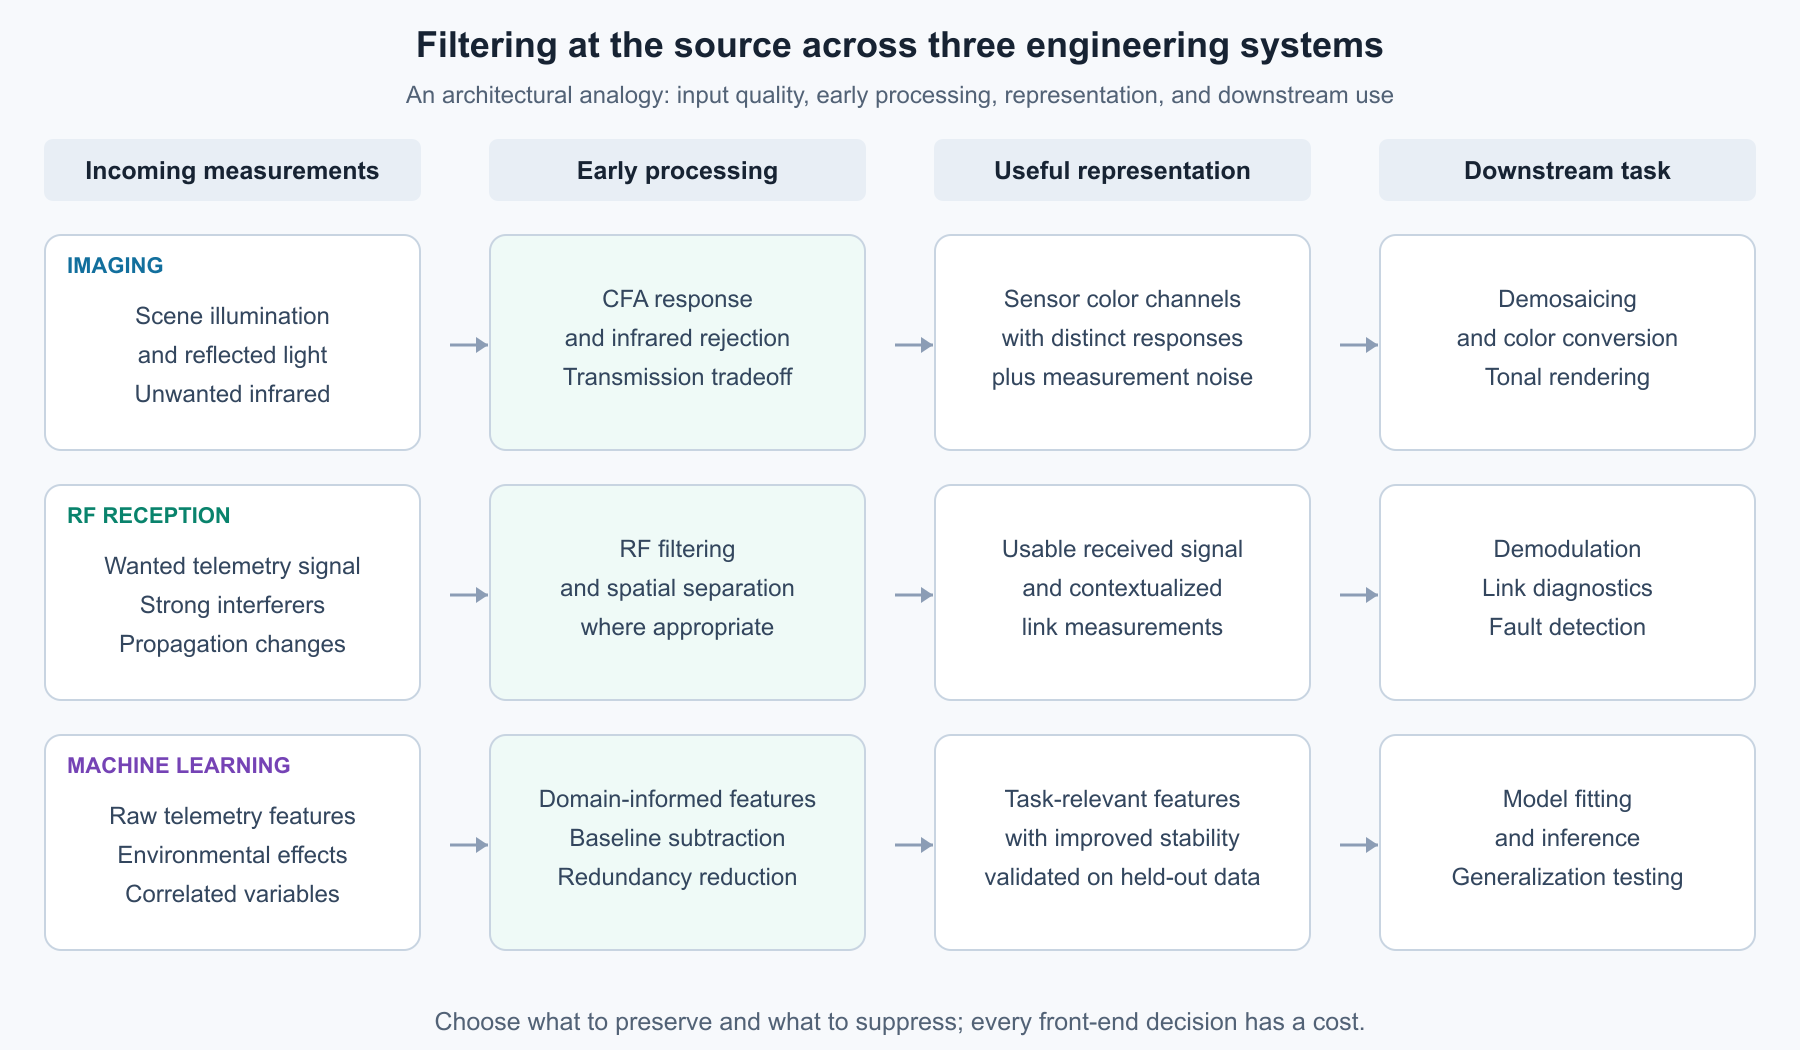 Filtering at the source across three engineering systems
An architectural analogy: input quality, early processing, representation, and downstream use
Incoming measurements
Early processing
Useful representation
Downstream task
IMAGING
Scene illumination
and reflected light
Unwanted infrared
CFA response
and infrared rejection
Transmission tradeoff
Sensor color channels
with distinct responses
plus measurement noise
Demosaicing
and color conversion
Tonal rendering
RF RECEPTION
Wanted telemetry signal
Strong interferers
Propagation changes
RF filtering
and spatial separation
where appropriate
Usable received signal
and contextualized
link measurements
Demodulation
Link diagnostics
Fault detection
MACHINE LEARNING
Raw telemetry features
Environmental effects
Correlated variables
Domain-informed features
Baseline subtraction
Redundancy reduction
Task-relevant features
with improved stability
validated on held-out data
Model fitting
and inference
Generalization testing
Choose what to preserve and what to suppress; every front-end decision has a cost.